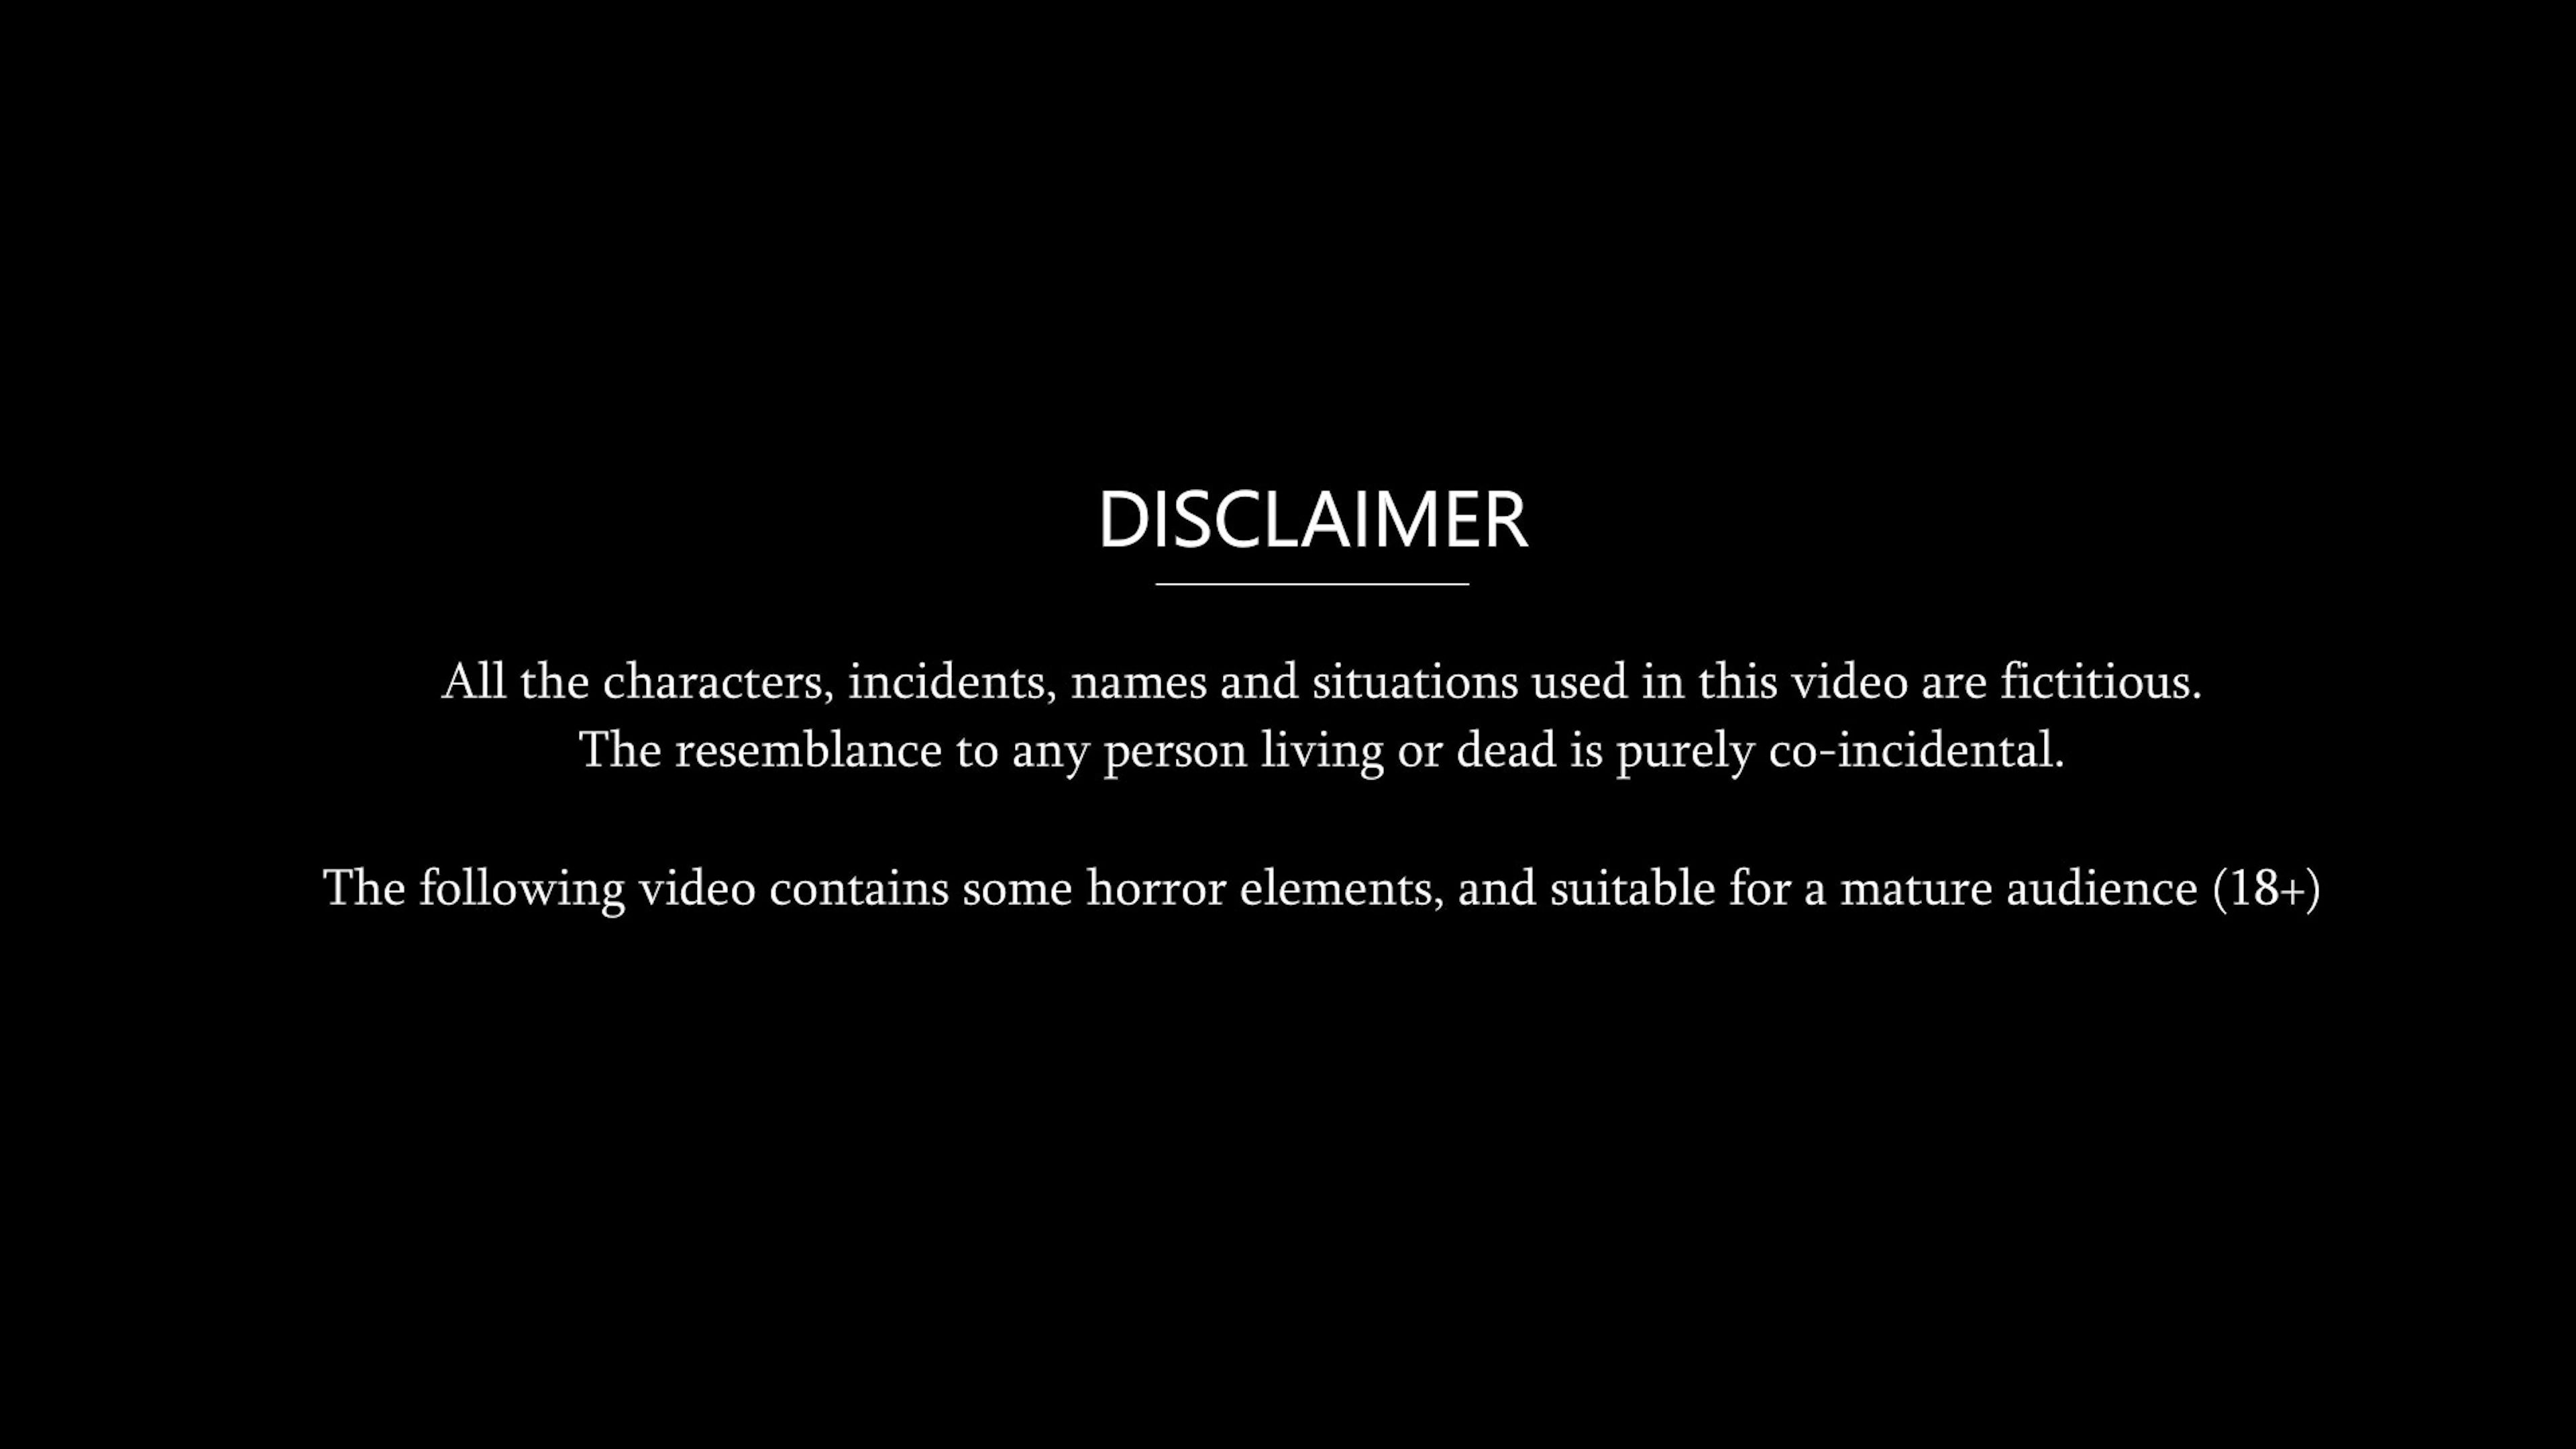 DISCLAIMER
All the characters, incidents, names and situations used in this video are fictitious.
The resemblance to any person living or dead is purely co-incidental.
The following video contains some horror elements, and suitable for a mature audience (18+)